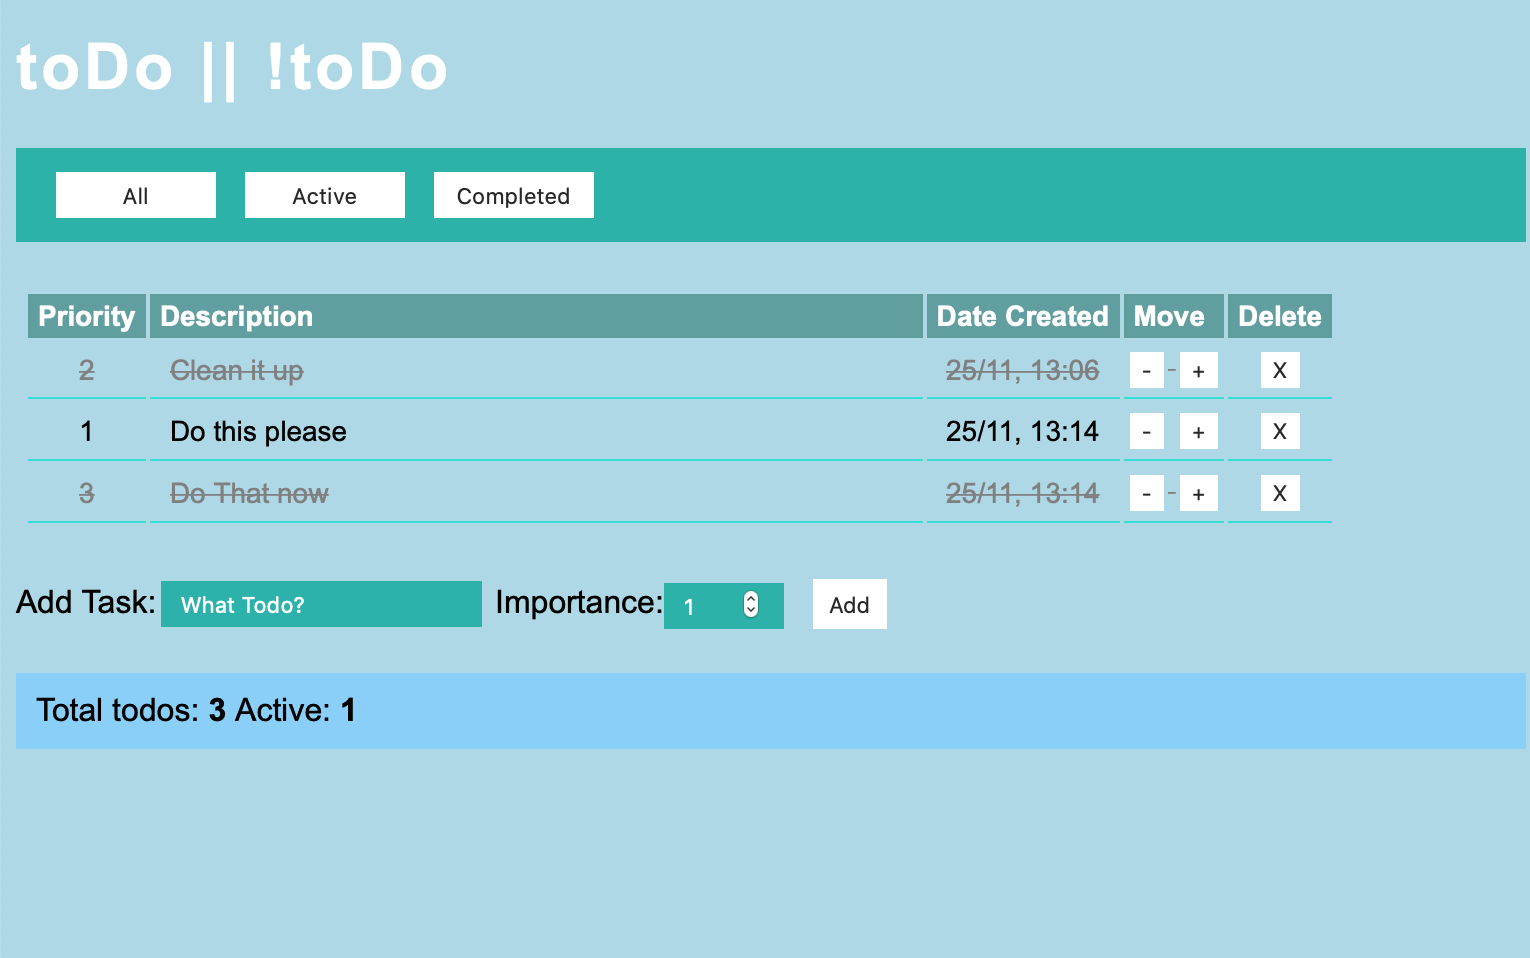 toDo || !toDo
All Active Completed
Priority Description Date Created Move Delete
2 Clean it up 25/11, 13:06 - + X
1 Do this please 25/11, 13:14 - + X
3 Do That now 25/11, 13:14 - + X
Add Task: What Todo? Importance: 1 Add
Total todos: 3 Active: 1